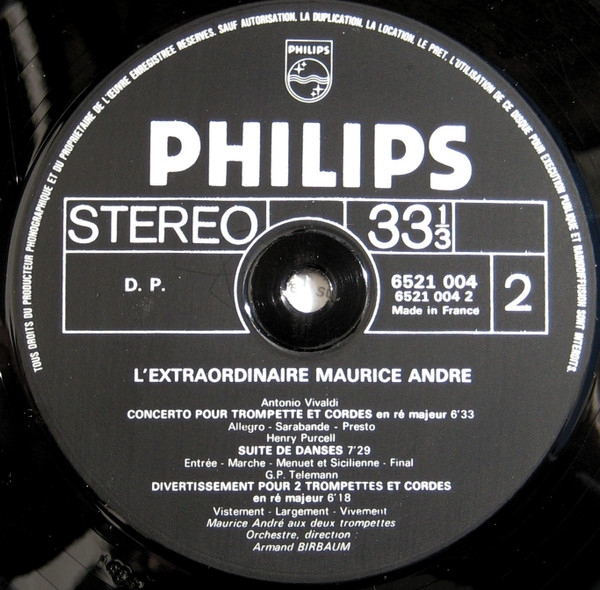 TOUS DROITS DU PRODUCTEUR PHONOGRAPHIQUE ET DU PROPRIETAIRE DE L'ŒUVRE ENREGISTREE RESERVES. SAUF AUTORISATION, LA DUPLICATION, LA LOCATION, LE PRET, L'UTILISATION DE CE DISQUE POUR EXECUTION PUBLIQUE ET RADIODIFFUSION SONT INTERDITS.
PHILIPS
PHILIPS
STEREO 33 1/3
D. P.
6521 004
6521 004 2
Made in France
2
L'EXTRAORDINAIRE MAURICE ANDRE
Antonio Vivaldi
CONCERTO POUR TROMPETTE ET CORDES en ré majeur 6'33
Allegro - Sarabande - Presto
Henry Purcell
SUITE DE DANSES 7'29
Entrée - Marche - Menuet et Sicilienne - Final
G.P. Telemann
DIVERTISSEMENT POUR 2 TROMPETTES ET CORDES
en ré majeur 6'18
Vistement - Largement - Vivement
Maurice André aux deux trompettes
Orchestre, direction :
Armand BIRBAUM